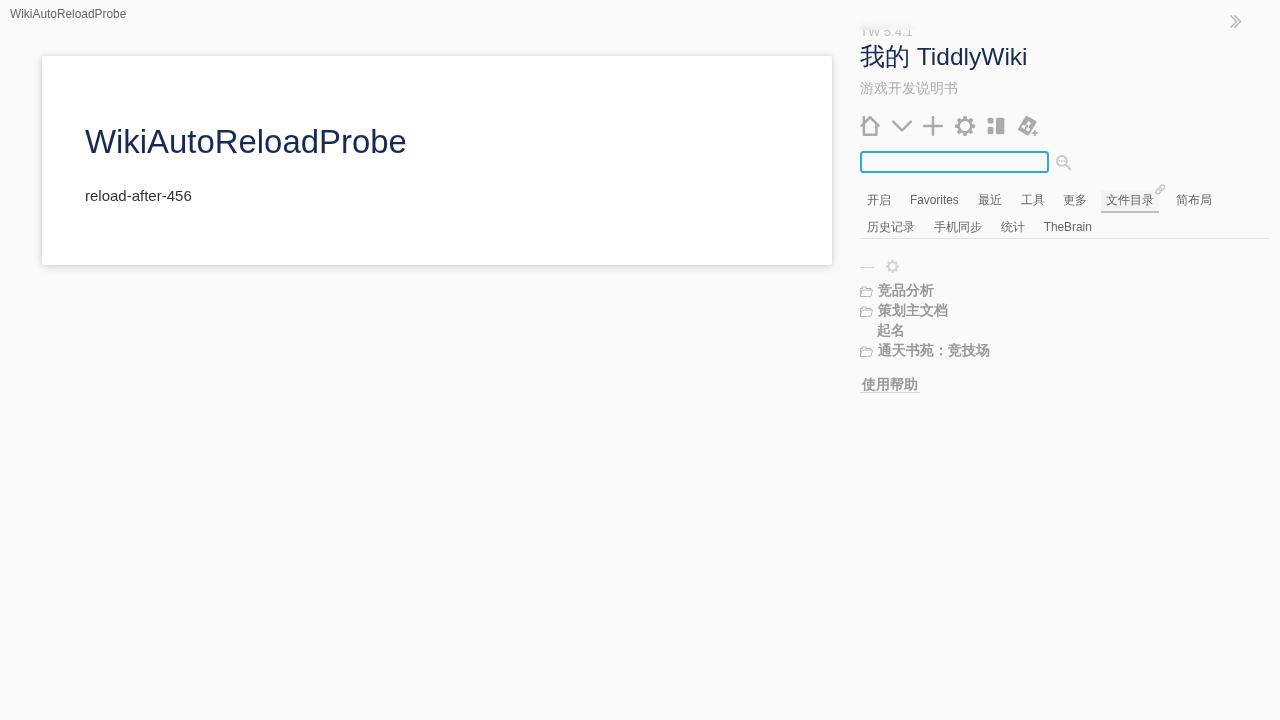 WikiAutoReloadProbe
TW 5.4.1
我的 TiddlyWiki
游戏开发说明书
WikiAutoReloadProbe
reload-after-456
开启 Favorites 最近 工具 更多 文件目录 简布局
历史记录 手机同步 统计 TheBrain
竞品分析
策划主文档
起名
通天书苑：竞技场
使用帮助